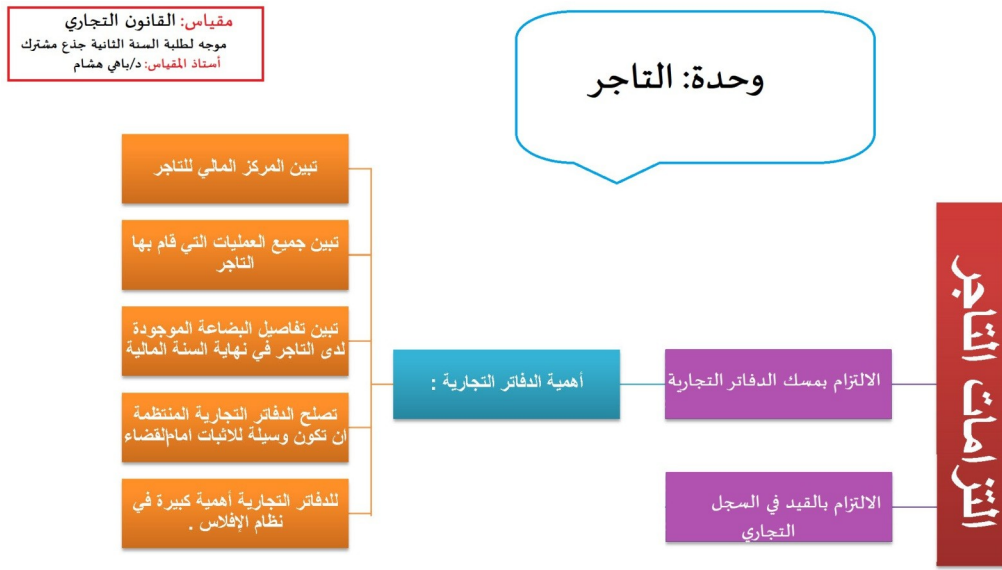 مقياس: القانون التجاري
موجه لطلبة السنة الثانية جذع مشترك
أستاذ المقياس: د/باهي هشام
وحدة: التاجر
التزامات التاجر
الالتزام بمسك الدفاتر التجارية
الالتزام بالقيد في السجل
التجاري
أهمية الدفاتر التجارية :
تبين المركز المالي للتاجر
تبين جميع العمليات التي قام بها
التاجر
تبين تفاصيل البضاعة الموجودة
لدى التاجر في نهاية السنة المالية
تصلح الدفاتر التجارية المنتظمة
ان تكون وسيلة للاثبات امام القضاء
للدفاتر التجارية أهمية كبيرة في
نظام الإفلاس .